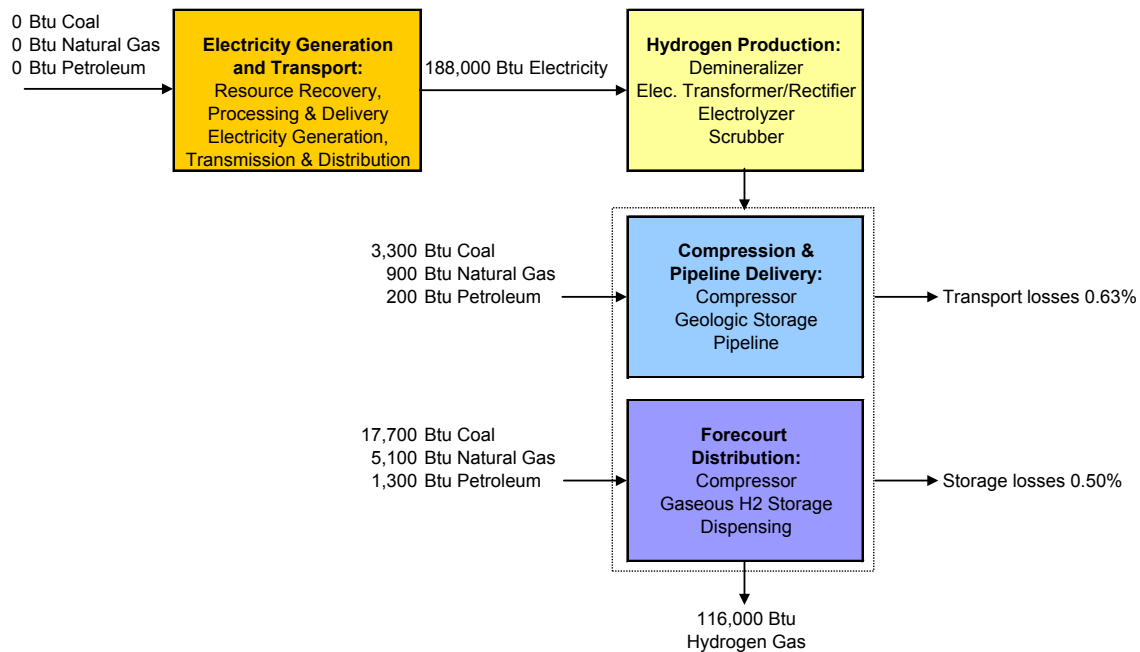 0 Btu Coal
0 Btu Natural Gas
0 Btu Petroleum
Electricity Generation
and Transport:
Resource Recovery,
Processing & Delivery
Electricity Generation,
Transmission & Distribution
188,000 Btu Electricity
Hydrogen Production:
Demineralizer
Elec. Transformer/Rectifier
Electrolyzer
Scrubber
3,300 Btu Coal
900 Btu Natural Gas
200 Btu Petroleum
Compression &
Pipeline Delivery:
Compressor
Geologic Storage
Pipeline
Transport losses 0.63%
17,700 Btu Coal
5,100 Btu Natural Gas
1,300 Btu Petroleum
Forecourt
Distribution:
Compressor
Gaseous H2 Storage
Dispensing
Storage losses 0.50%
116,000 Btu
Hydrogen Gas